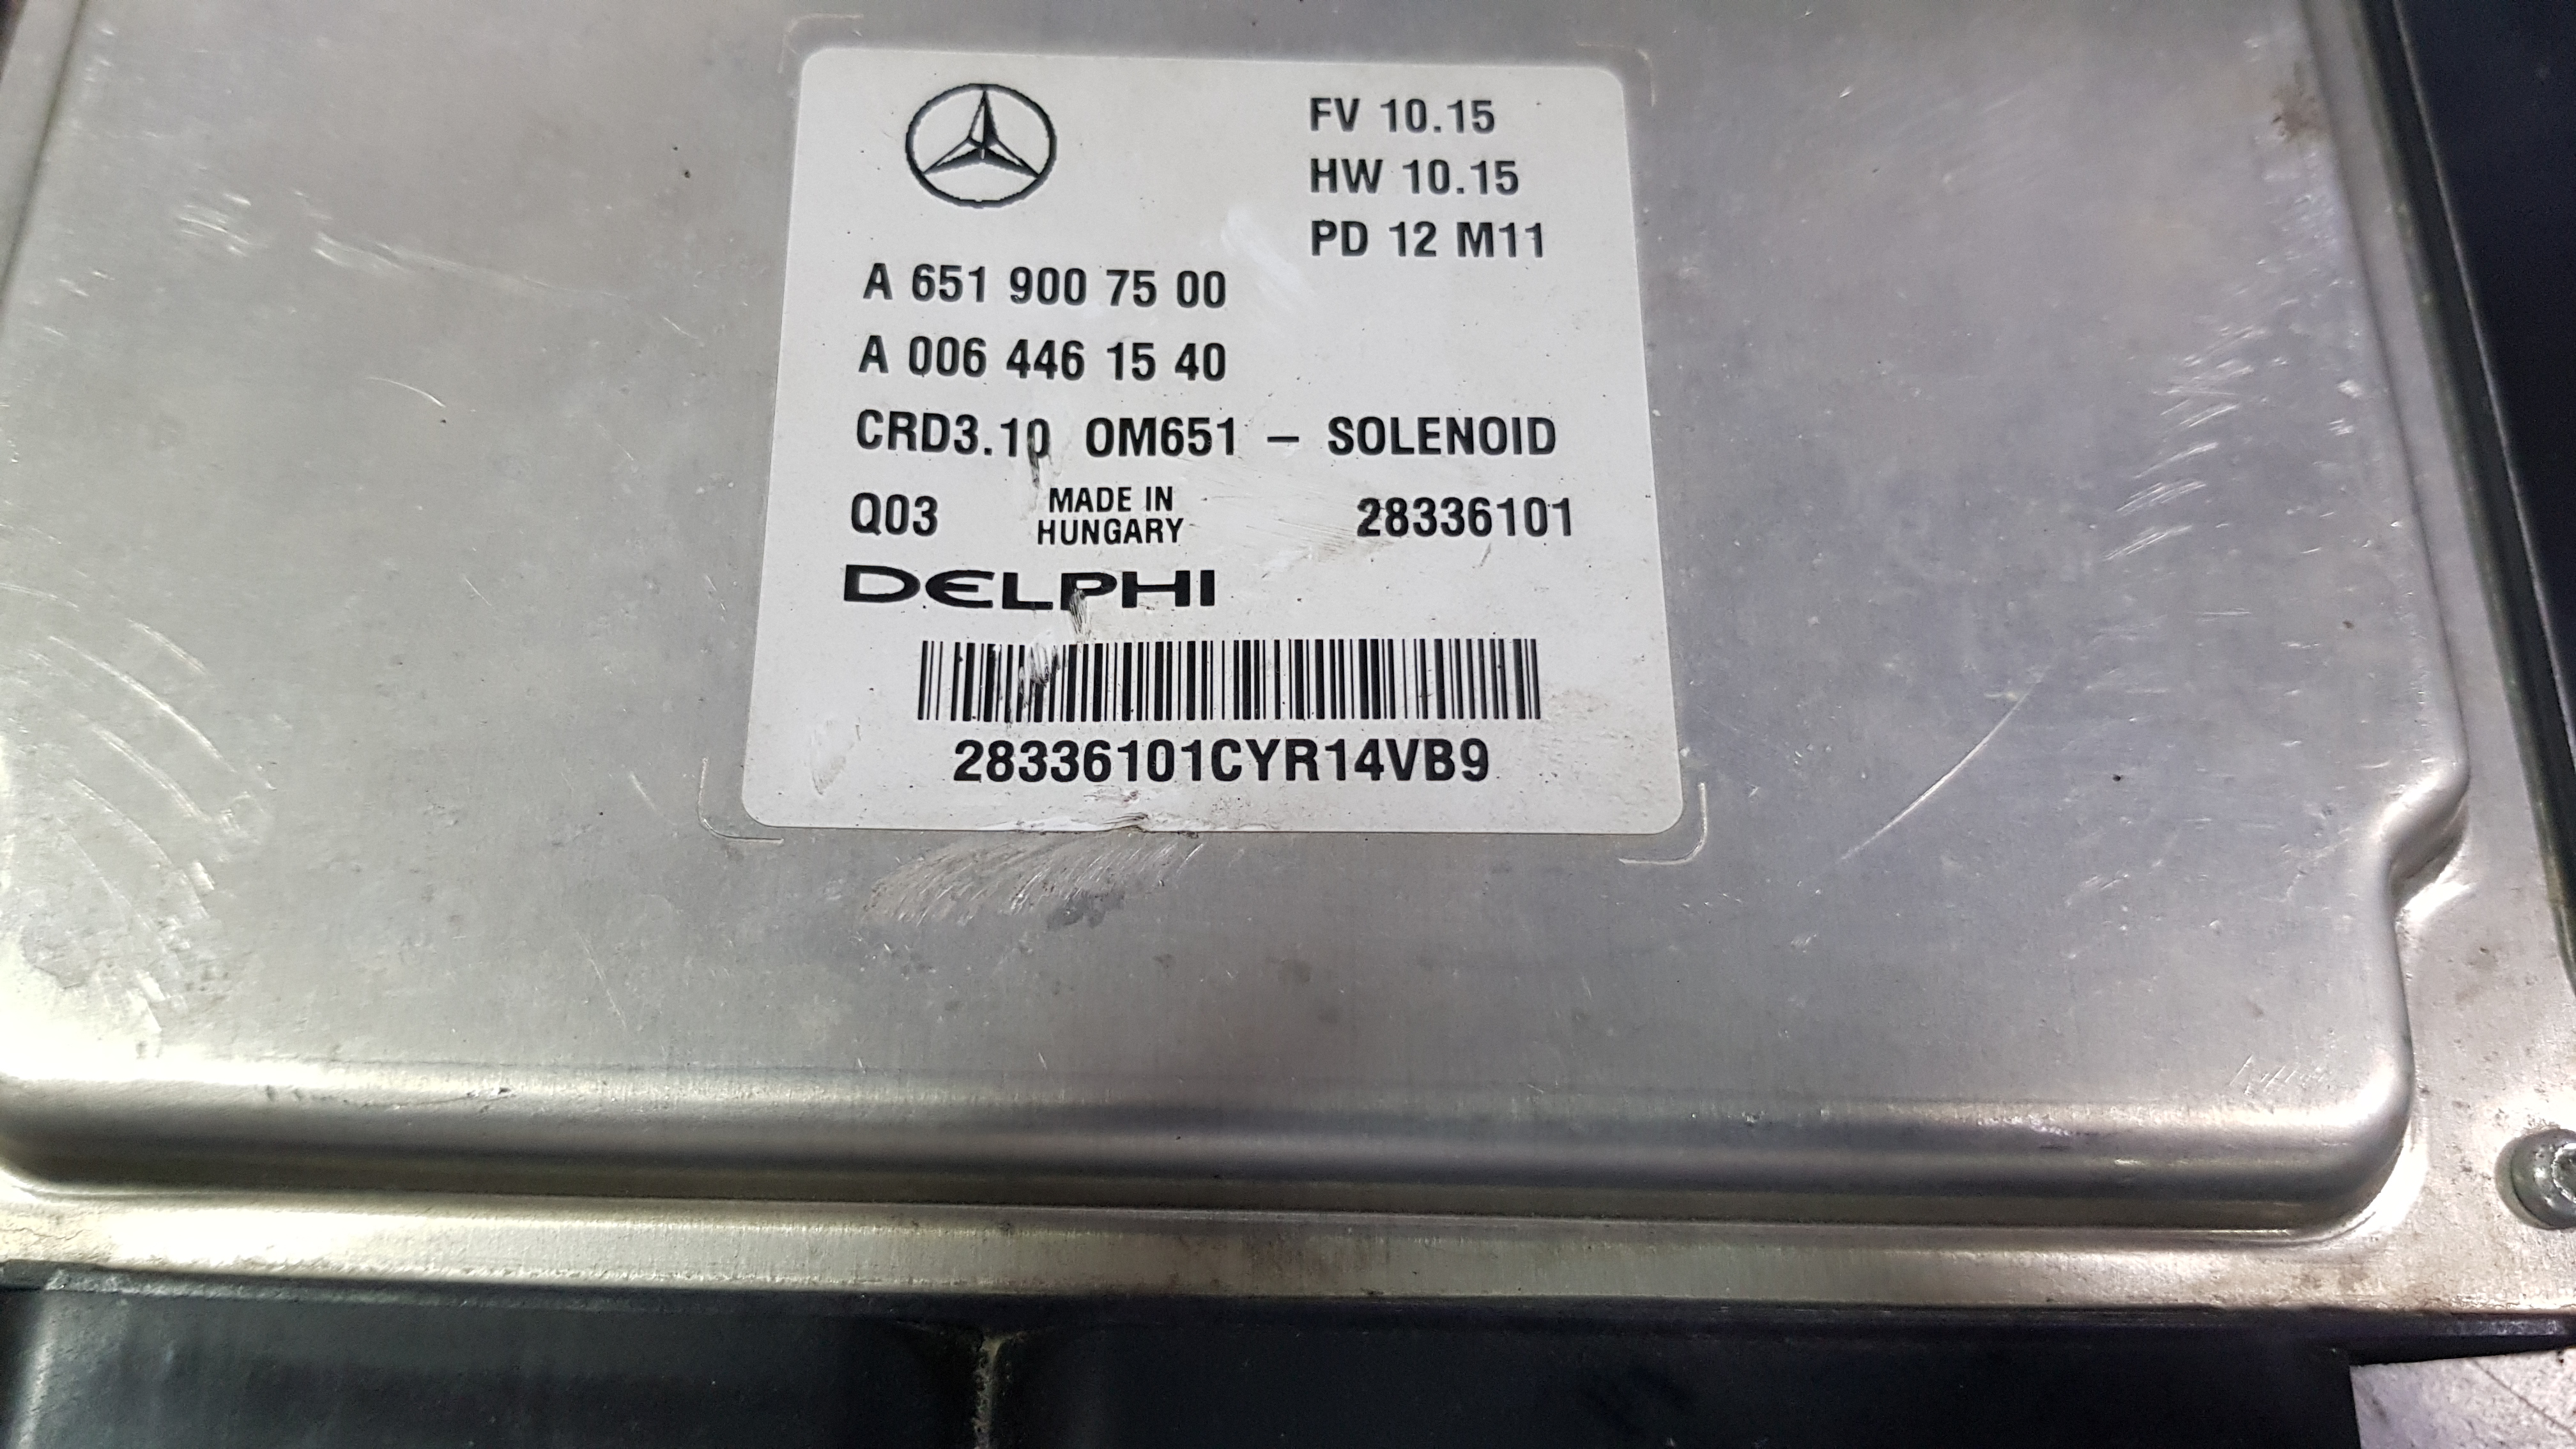 FV 10.15
HW 10.15
PD 12 M11
A 651 900 75 00
A 006 446 15 40
CRD3.10 OM651 – SOLENOID
Q03 MADE IN HUNGARY 28336101
DELPHI
28336101CYR14VB9